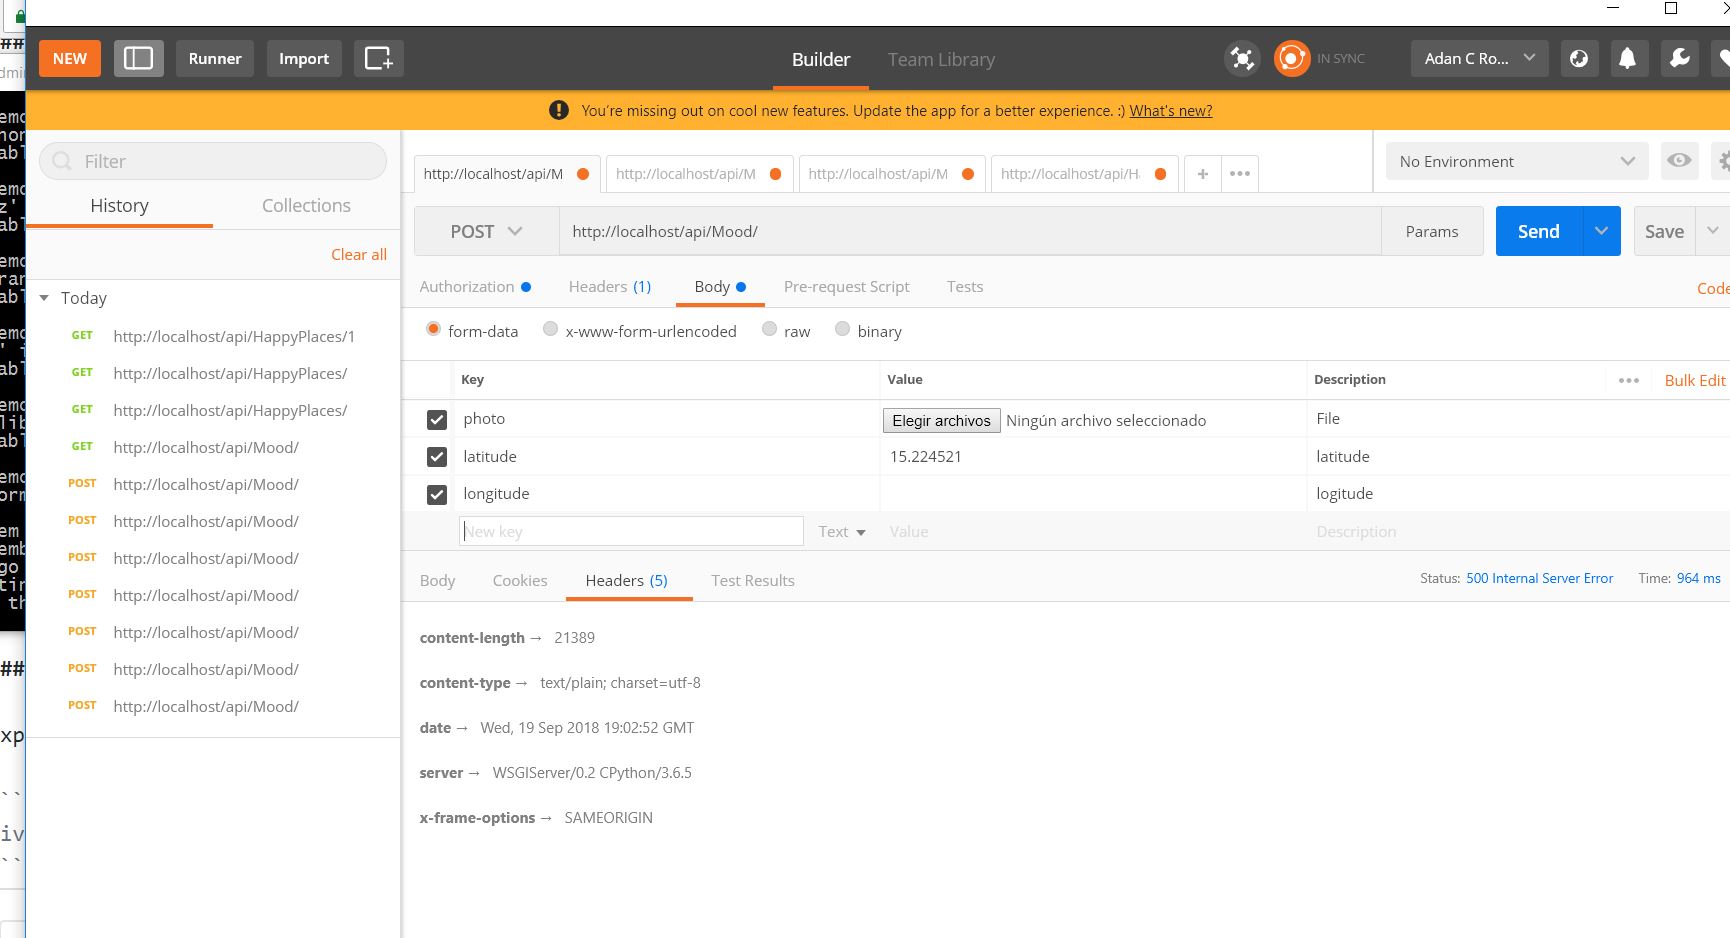 ##
NEW Runner Import Builder Team Library IN SYNC Adan C Ro...
You're missing out on cool new features. Update the app for a better experience. :) What's new?
Filter
History Collections
Clear all
Today
GET http://localhost/api/HappyPlaces/1
GET http://localhost/api/HappyPlaces/
GET http://localhost/api/HappyPlaces/
GET http://localhost/api/Mood/
POST http://localhost/api/Mood/
POST http://localhost/api/Mood/
POST http://localhost/api/Mood/
POST http://localhost/api/Mood/
POST http://localhost/api/Mood/
POST http://localhost/api/Mood/
POST http://localhost/api/Mood/
http://localhost/api/M http://localhost/api/M http://localhost/api/M http://localhost/api/H + ••• No Environment
POST http://localhost/api/Mood/ Params Send Save
Authorization Headers (1) Body Pre-request Script Tests Code
form-data x-www-form-urlencoded raw binary
Key Value Description ••• Bulk Edit
photo Elegir archivos Ningún archivo seleccionado File
latitude 15.224521 latitude
longitude logitude
New key Text Value Description
Body Cookies Headers (5) Test Results Status: 500 Internal Server Error Time: 964 ms
content-length → 21389
content-type → text/plain; charset=utf-8
date → Wed, 19 Sep 2018 19:02:52 GMT
server → WSGIServer/0.2 CPython/3.6.5
x-frame-options → SAMEORIGIN
##
xp
``
iv
``